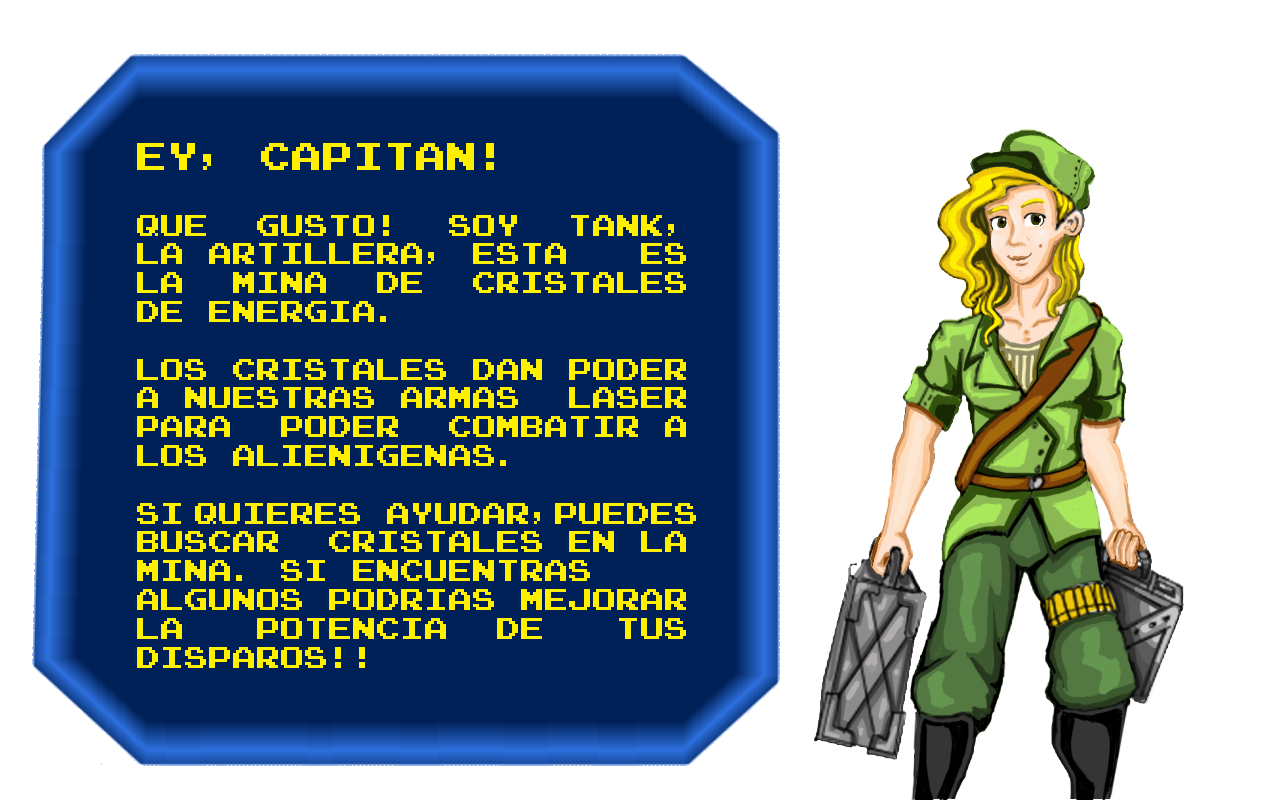 EY, CAPITAN!
QUE GUSTO! SOY TANK,
LA ARTILLERA, ESTA ES
LA MINA DE CRISTALES
DE ENERGIA.
LOS CRISTALES DAN PODER
A NUESTRAS ARMAS LASER
PARA PODER COMBATIR A
LOS ALIENIGENAS.
SI QUIERES AYUDAR, PUEDES
BUSCAR CRISTALES EN LA
MINA. SI ENCUENTRAS
ALGUNOS PODRIAS MEJORAR
LA POTENCIA DE TUS
DISPAROS!!